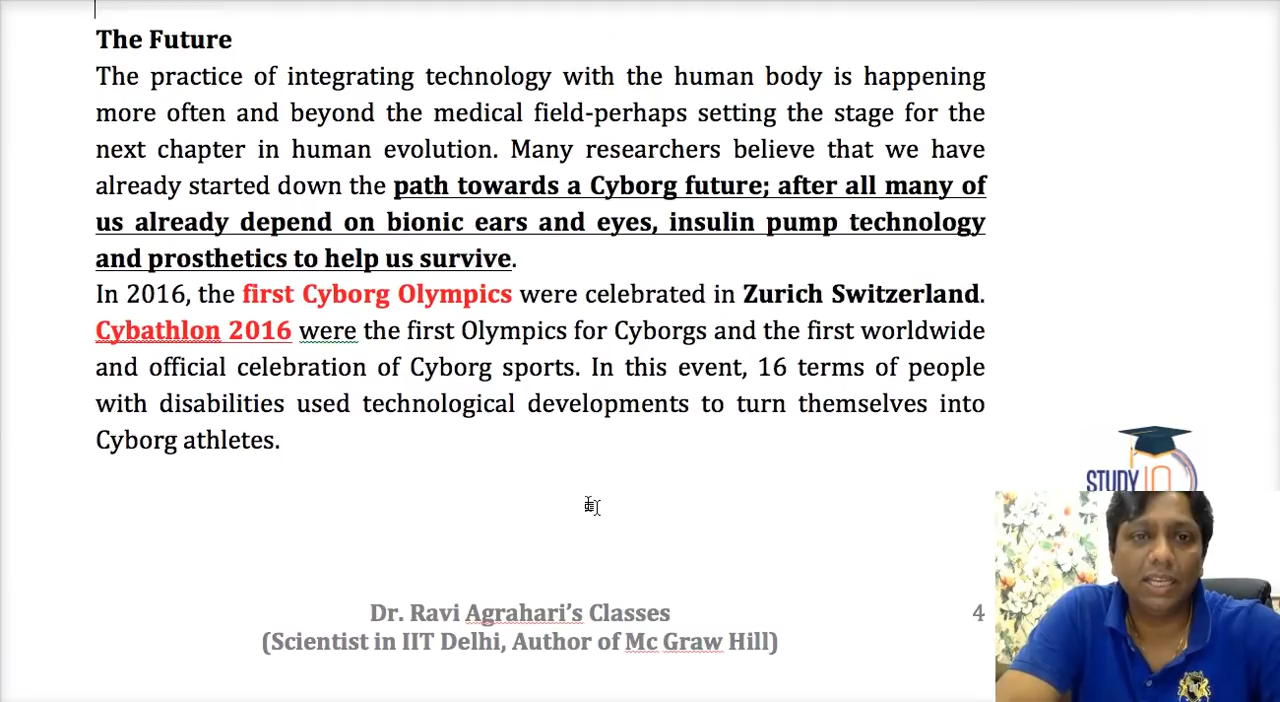 The Future
The practice of integrating technology with the human body is happening
more often and beyond the medical field-perhaps setting the stage for the
next chapter in human evolution. Many researchers believe that we have
already started down the path towards a Cyborg future; after all many of
us already depend on bionic ears and eyes, insulin pump technology
and prosthetics to help us survive.
In 2016, the first Cyborg Olympics were celebrated in Zurich Switzerland.
Cybathlon 2016 were the first Olympics for Cyborgs and the first worldwide
and official celebration of Cyborg sports. In this event, 16 terms of people
with disabilities used technological developments to turn themselves into
Cyborg athletes.
STUDY IQ
Dr. Ravi Agrahari's Classes 4
(Scientist in IIT Delhi, Author of Mc Graw Hill)